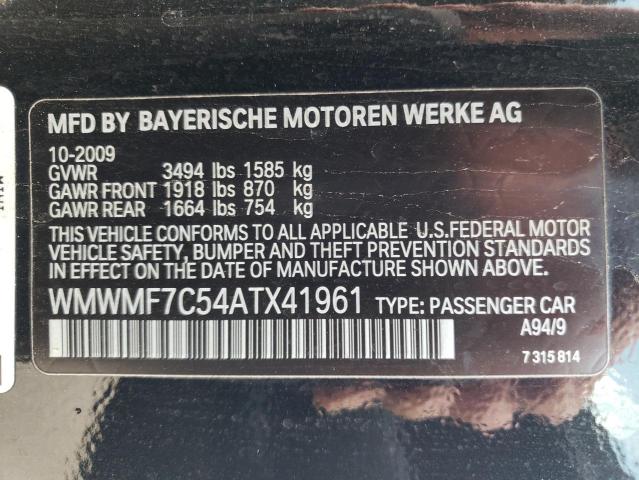 MFD BY BAYERISCHE MOTOREN WERKE AG
10-2009
GVWR 3494 lbs 1585 kg
GAWR FRONT 1918 lbs 870 kg
GAWR REAR 1664 lbs 754 kg
THIS VEHICLE CONFORMS TO ALL APPLICABLE U.S.FEDERAL MOTOR
VEHICLE SAFETY, BUMPER AND THEFT PREVENTION STANDARDS
IN EFFECT ON THE DATE OF MANUFACTURE SHOWN ABOVE.
WMWMF7C54ATX41961 TYPE: PASSENGER CAR
A94/9
7 315 814